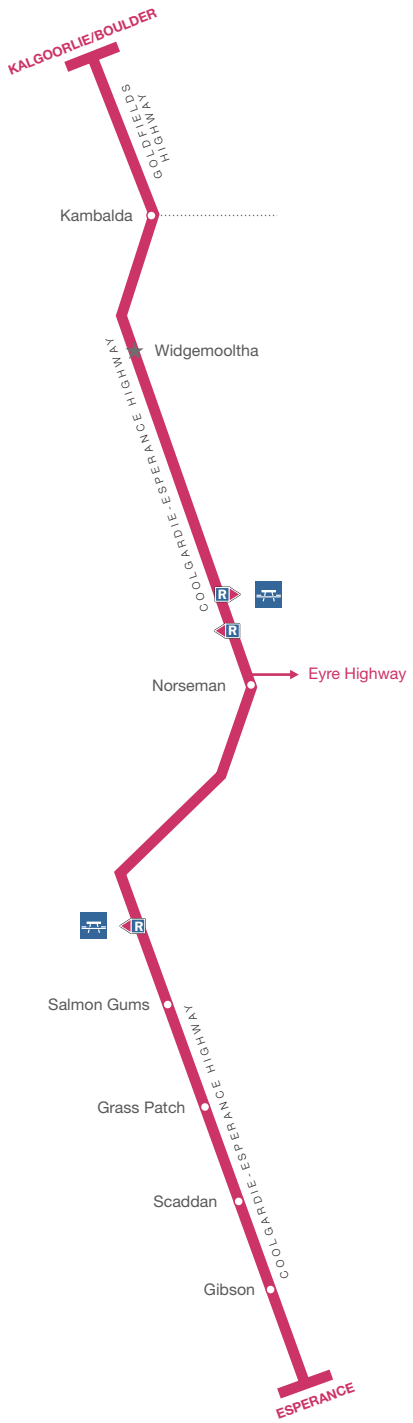 KALGOORLIE/BOULDER
GOLDFIELDS
HIGHWAY
Kambalda
Widgemooltha
COOLGARDIE-ESPERANCE HIGHWAY
R
R
Norseman
Eyre Highway
R
Salmon Gums
COOLGARDIE-ESPERANCE HIGHWAY
Grass Patch
Scaddan
Gibson
ESPERANCE